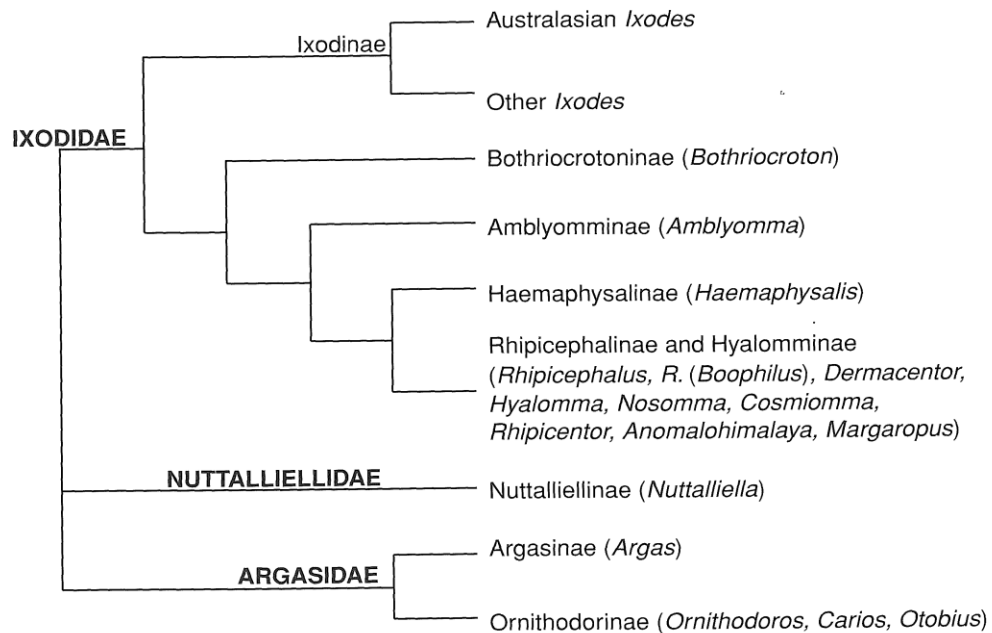 Australasian Ixodes
Ixodinae
Other Ixodes
IXODIDAE
Bothriocrotoninae (Bothriocroton)
Amblyomminae (Amblyomma)
Haemaphysalinae (Haemaphysalis)
Rhipicephalinae and Hyalomminae
(Rhipicephalus, R. (Boophilus), Dermacentor,
Hyalomma, Nosomma, Cosmiomma,
Rhipicentor, Anomalohimalaya, Margaropus)
NUTTALLIELLIDAE
Nuttalliellinae (Nuttalliella)
Argasinae (Argas)
ARGASIDAE
Ornithodorinae (Ornithodoros, Carios, Otobius)